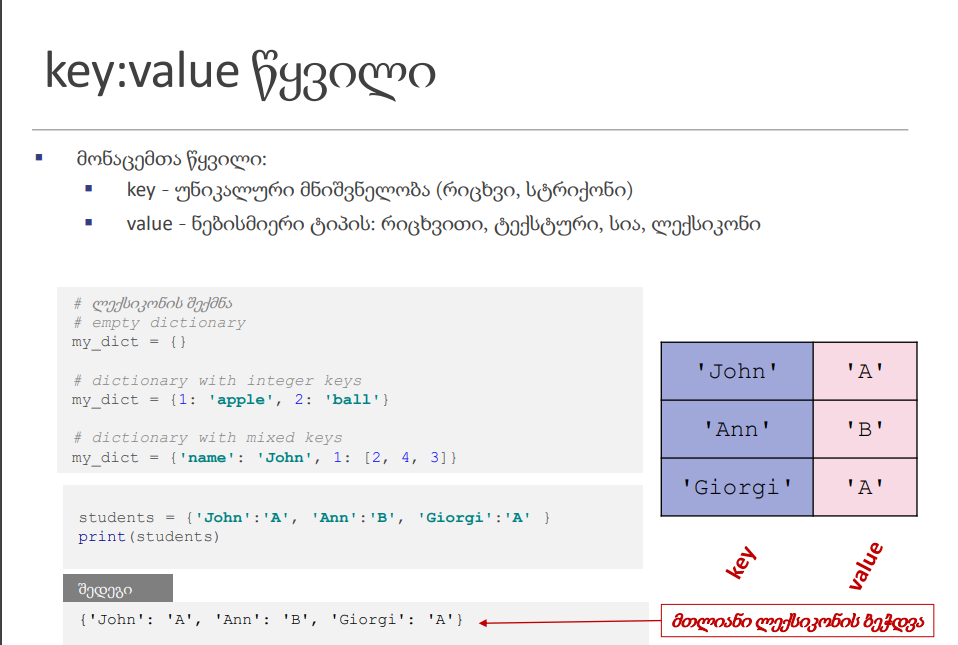 key:value წყვილი
მონაცემთა წყვილი:
key - უნიკალური მნიშვნელობა (რიცხვი, სტრიქონი)
value - ნებისმიერი ტიპის: რიცხვითი, ტექსტური, სია, ლექსიკონი
# ლექსიკონის შექმნა
# empty dictionary
my_dict = {}
# dictionary with integer keys
my_dict = {1: 'apple', 2: 'ball'}
# dictionary with mixed keys
my_dict = {'name': 'John', 1: [2, 4, 3]}
students = {'John':'A', 'Ann':'B', 'Giorgi':'A' }
print(students)
შედეგი
{'John': 'A', 'Ann': 'B', 'Giorgi': 'A'}
'John' 'A'
'Ann' 'B'
'Giorgi' 'A'
key value
მთლიანი ლექსიკონის ბეჭდვა